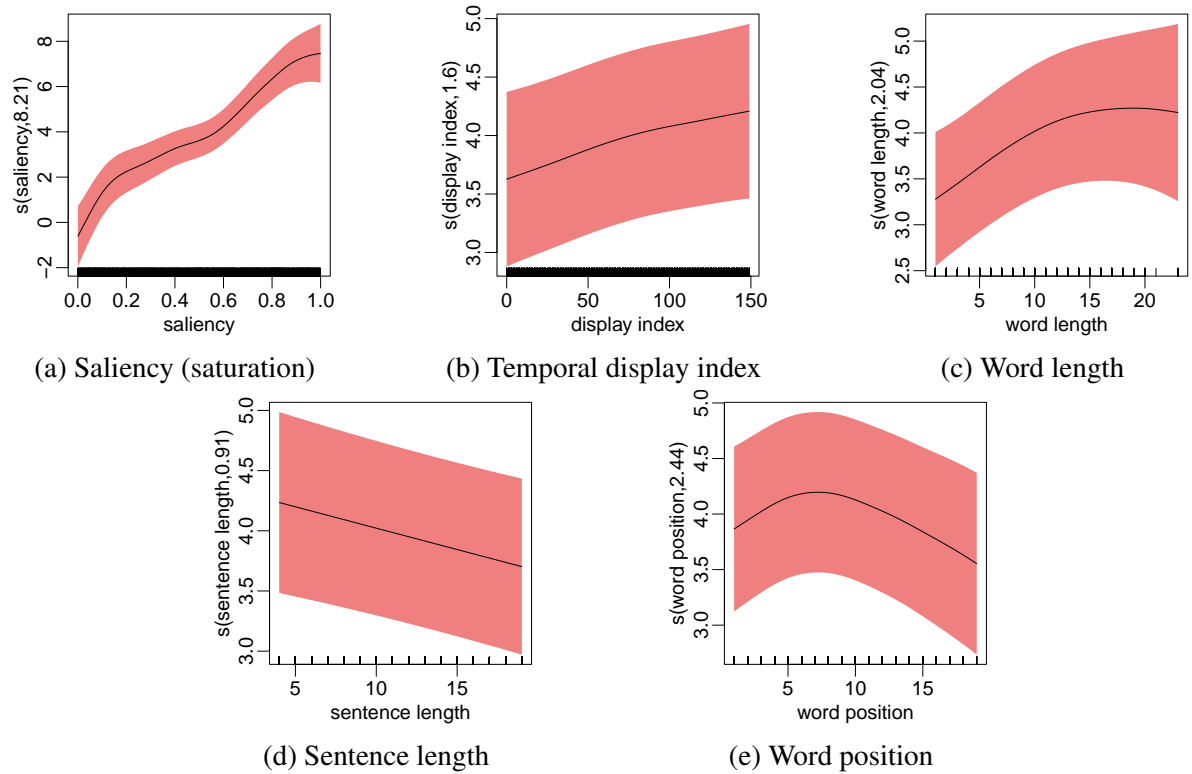 s(saliency,8.21)
8
6
4
2
0
−2
0.0 0.2 0.4 0.6 0.8 1.0
saliency
(a) Saliency (saturation)
s(display index,1.6)
5.0
4.5
4.0
3.5
3.0
0 50 100 150
display index
(b) Temporal display index
s(word length,2.04)
5.0
4.5
4.0
3.5
3.0
2.5
5 10 15 20
word length
(c) Word length
s(sentence length,0.91)
5.0
4.5
4.0
3.5
3.0
5 10 15
sentence length
(d) Sentence length
s(word position,2.44)
5.0
4.5
4.0
3.5
3.0
5 10 15
word position
(e) Word position